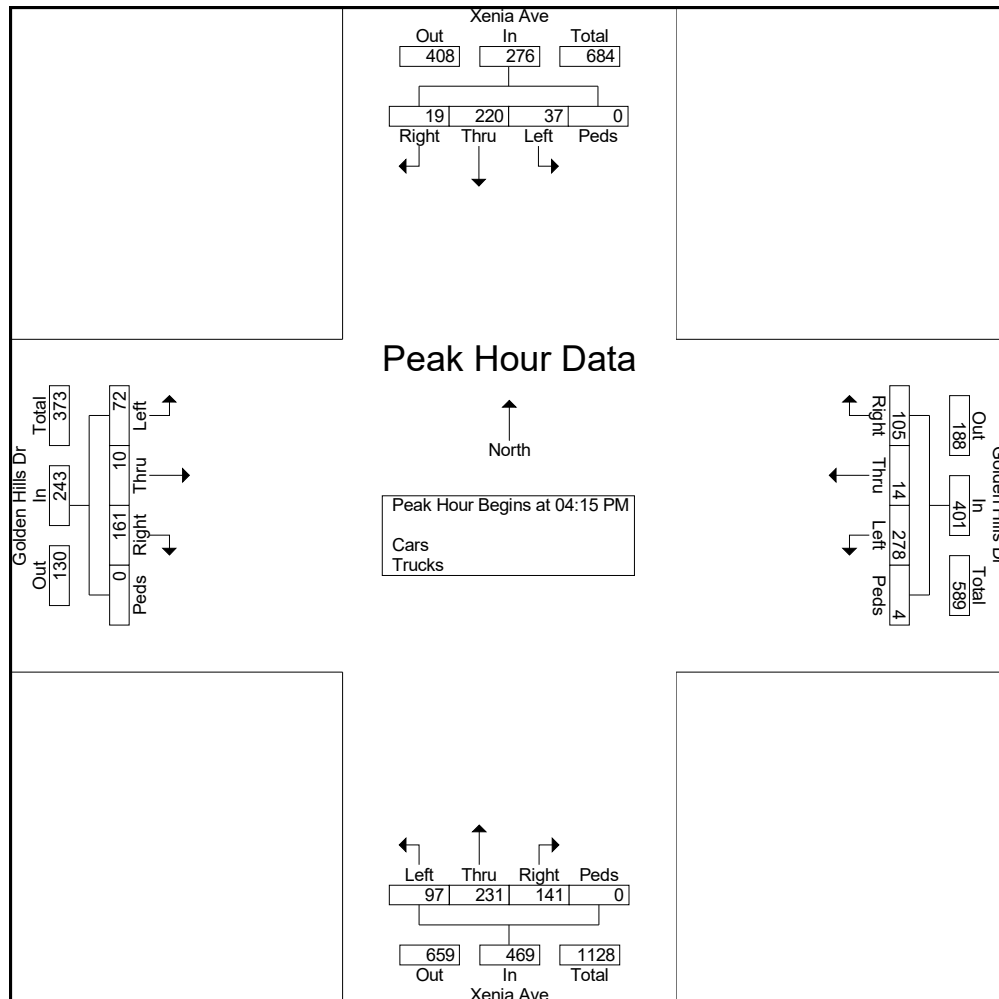 Xenia Ave
Out In Total
408 276 684
19 220 37 0
Right Thru Left Peds
Peak Hour Data
North
Peak Hour Begins at 04:15 PM
Cars
Trucks
Golden Hills Dr
Total In Out
373 243 130
72 10 161 0
Left Thru Right Peds
Right Thru Left Peds
105 14 278 4
188 401 589
Out In Total
Golden Hills Dr
Left Thru Right Peds
97 231 141 0
659 469 1128
Out In Total
Xenia Ave